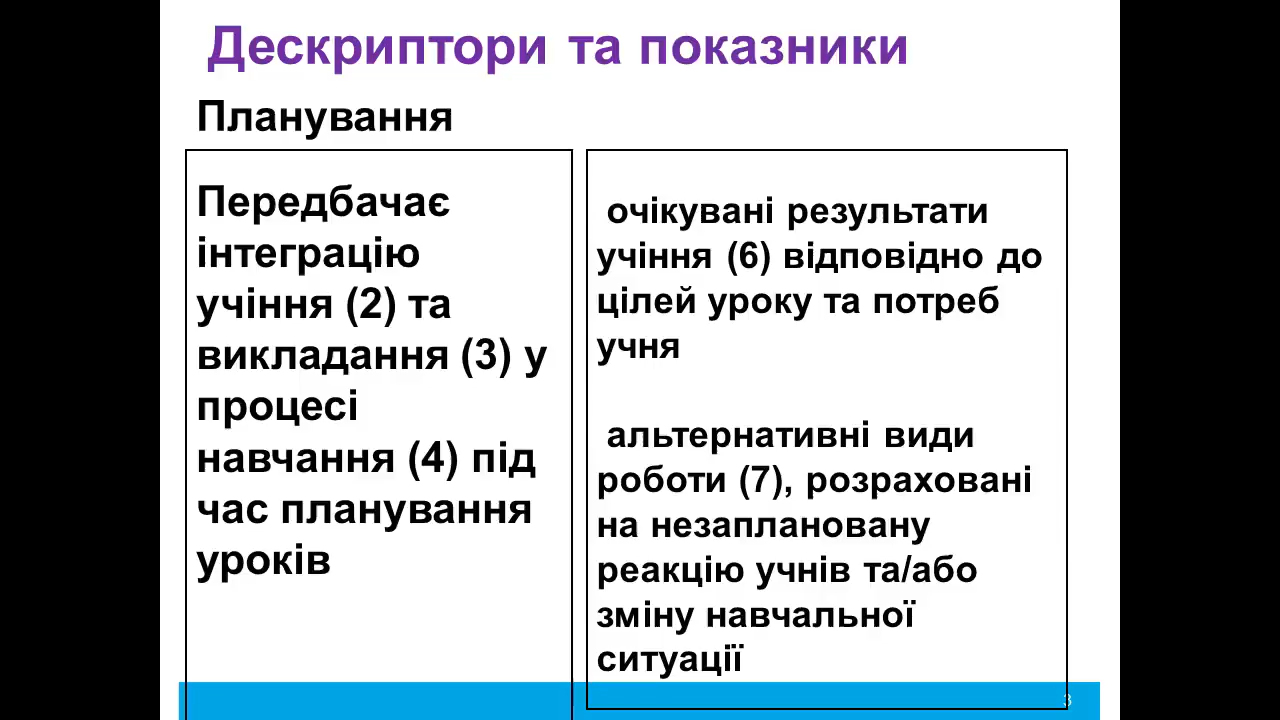 Дескриптори та показники
Планування
Передбачає
інтеграцію
учіння (2) та
викладання (3) у
процесі
навчання (4) під
час планування
уроків
очікувані результати
учіння (6) відповідно до
цілей уроку та потреб
учня
альтернативні види
роботи (7), розраховані
на незаплановану
реакцію учнів та/або
зміну навчальної
ситуації
3